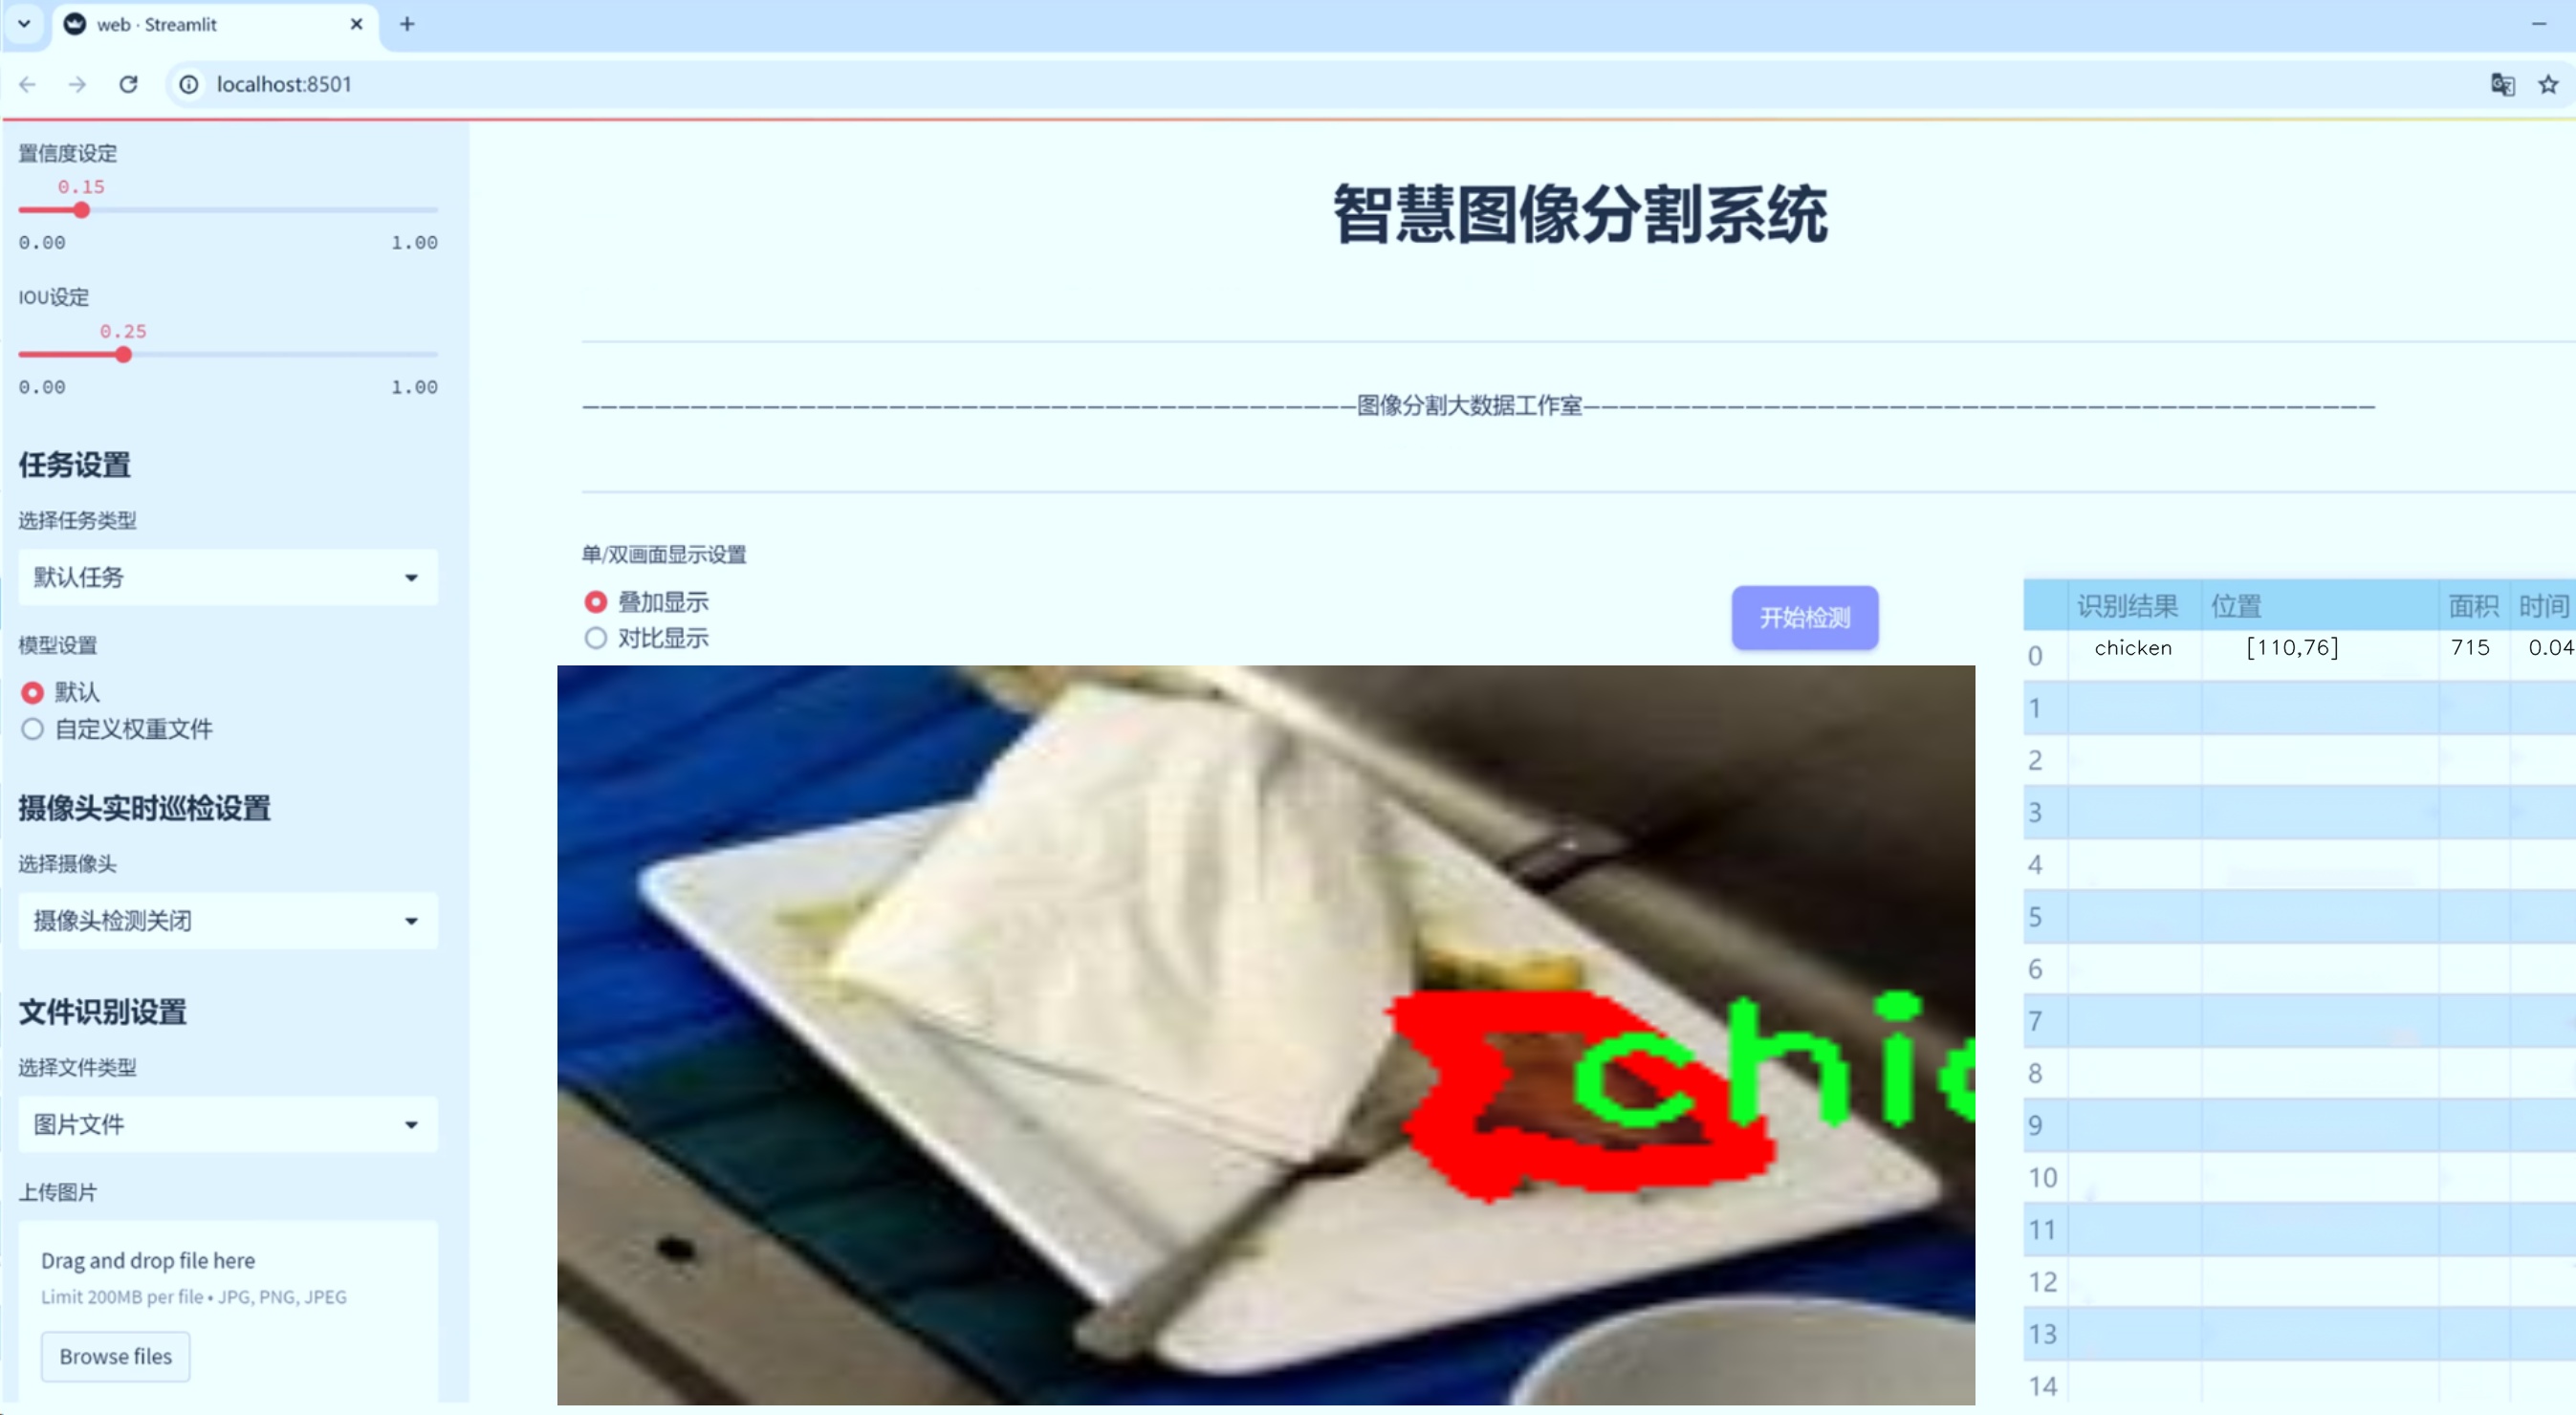 web · Streamlit
localhost:8501
置信度设定
0.15
0.00 1.00
IOU设定
0.25
0.00 1.00
任务设置
选择任务类型
默认任务
模型设置
默认
自定义权重文件
摄像头实时巡检设置
选择摄像头
摄像头检测关闭
文件识别设置
选择文件类型
图片文件
上传图片
Drag and drop file here
Limit 200MB per file • JPG, PNG, JPEG
Browse files
智慧图像分割系统
图像分割大数据工作室
单/双画面显示设置
叠加显示
对比显示
开始检测
chic
识别结果 位置 面积 时间
0 chicken [110,76] 715 0.04
1
2
3
4
5
6
7
8
9
10
11
12
13
14